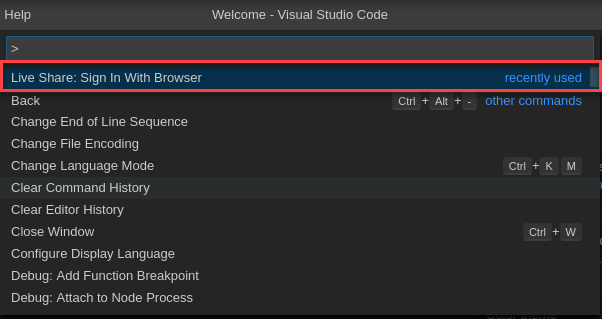 Help Welcome - Visual Studio Code
>
Live Share: Sign In With Browser recently used
Back Ctrl + Alt + - other commands
Change End of Line Sequence
Change File Encoding
Change Language Mode Ctrl + K M
Clear Command History
Clear Editor History
Close Window Ctrl + W
Configure Display Language
Debug: Add Function Breakpoint
Debug: Attach to Node Process